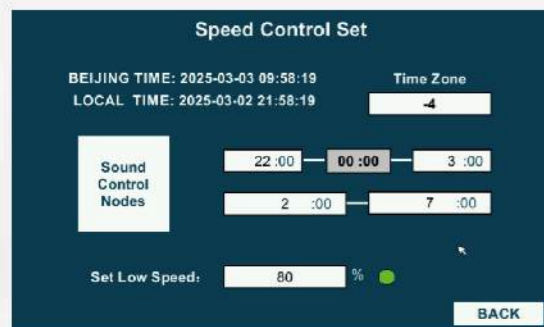 Speed Control Set
BEIJING TIME: 2025-03-03 09:58:19
Time Zone
LOCAL TIME: 2025-03-02 21:58:19
-4
Sound
Control
Nodes
22 :00
00 :00
3 :00
2 :00
7 :00
Set Low Speed:
80
%
BACK